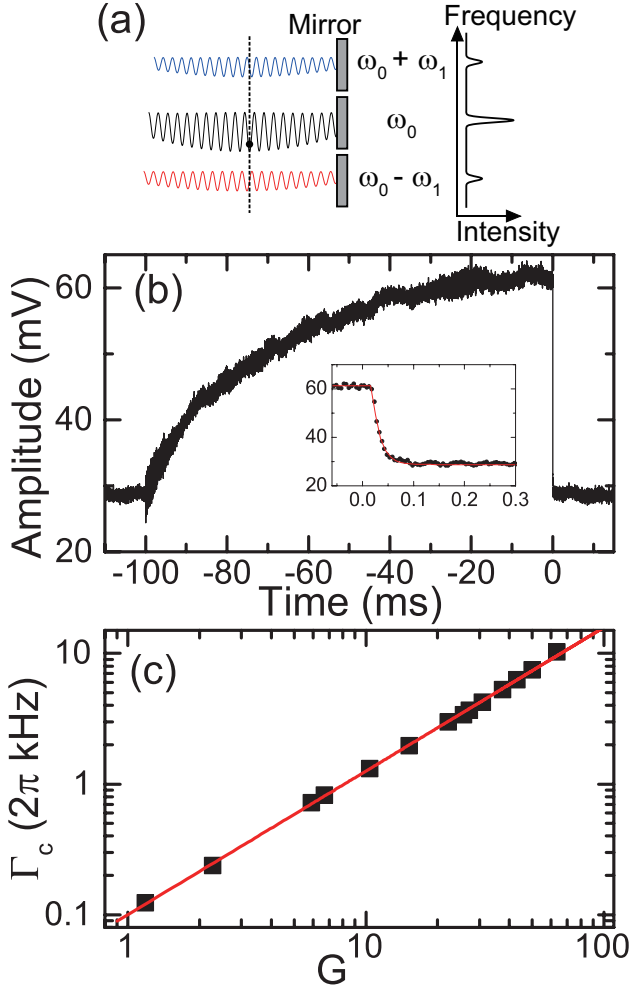 (a)
Mirror
Frequency
ω₀ + ω₁
ω₀
ω₀ - ω₁
Intensity
(b)
Amplitude (mV)
60
40
20
60
40
20
0.0 0.1 0.2 0.3
-100 -80 -60 -40 -20 0
Time (ms)
(c)
Γc (2π kHz)
10
1
0.1
1 10 100
G